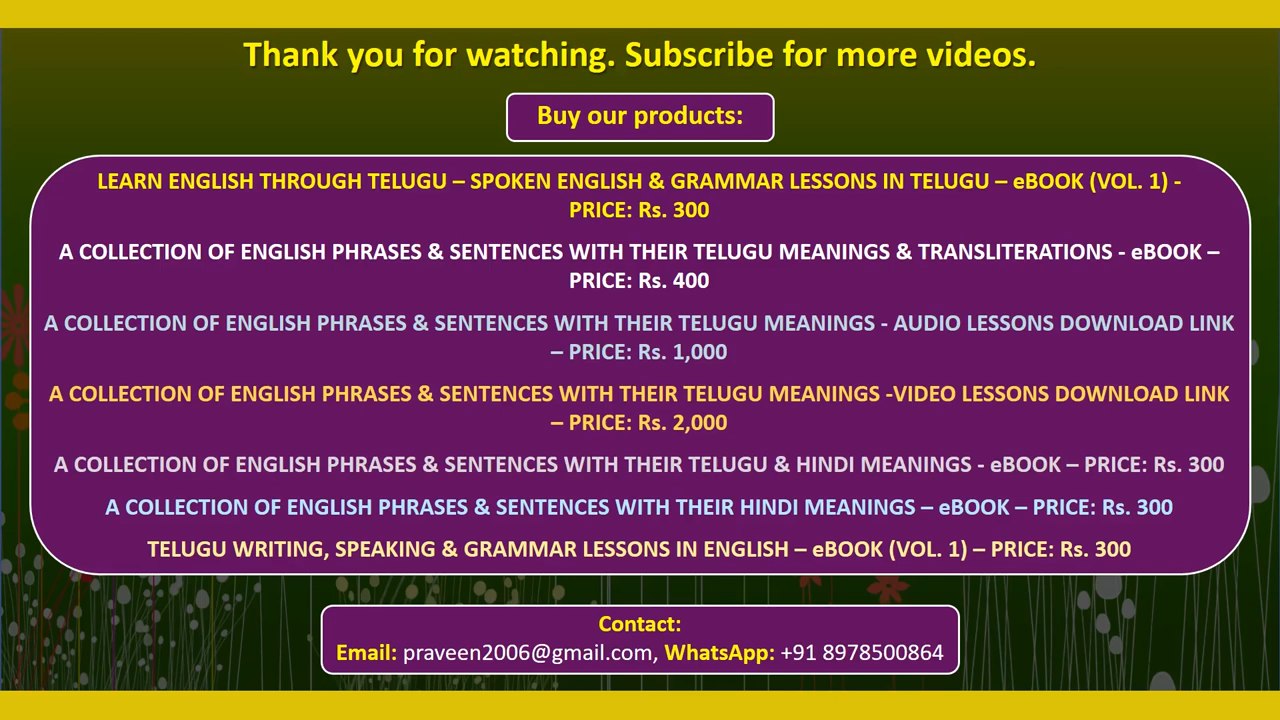 Thank you for watching. Subscribe for more videos.
Buy our products:
LEARN ENGLISH THROUGH TELUGU – SPOKEN ENGLISH & GRAMMAR LESSONS IN TELUGU – eBOOK (VOL. 1) -
PRICE: Rs. 300
A COLLECTION OF ENGLISH PHRASES & SENTENCES WITH THEIR TELUGU MEANINGS & TRANSLITERATIONS - eBOOK –
PRICE: Rs. 400
A COLLECTION OF ENGLISH PHRASES & SENTENCES WITH THEIR TELUGU MEANINGS - AUDIO LESSONS DOWNLOAD LINK
– PRICE: Rs. 1,000
A COLLECTION OF ENGLISH PHRASES & SENTENCES WITH THEIR TELUGU MEANINGS -VIDEO LESSONS DOWNLOAD LINK
– PRICE: Rs. 2,000
A COLLECTION OF ENGLISH PHRASES & SENTENCES WITH THEIR TELUGU & HINDI MEANINGS - eBOOK – PRICE: Rs. 300
A COLLECTION OF ENGLISH PHRASES & SENTENCES WITH THEIR HINDI MEANINGS – eBOOK – PRICE: Rs. 300
TELUGU WRITING, SPEAKING & GRAMMAR LESSONS IN ENGLISH – eBOOK (VOL. 1) – PRICE: Rs. 300
Contact:
Email: praveen2006@gmail.com, WhatsApp: +91 8978500864